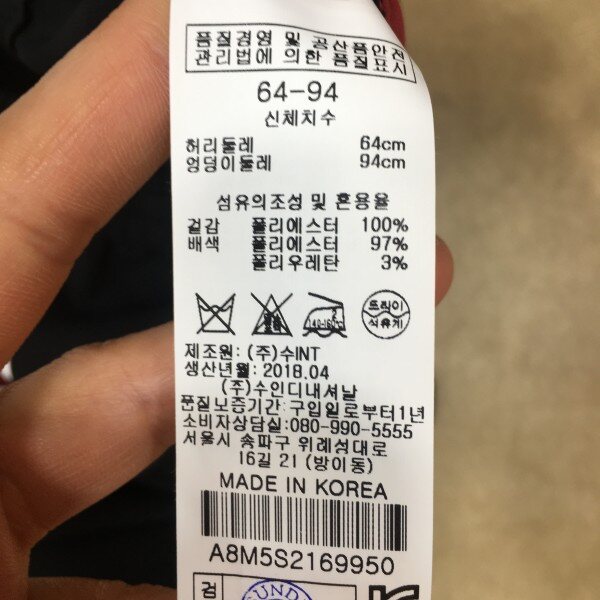 품질경영 및 공산품안전
관리법에 의한 품질표시
64-94
신체치수
허리둘레 64cm
엉덩이둘레 94cm
섬유의조성 및 혼용율
겉감 폴리에스터 100%
배색 폴리에스터 97%
폴리우레탄 3%
140-160℃
드라이
석유계
제조원: (주)수INT
생산년월: 2018.04
(주)수인디내셔날
품질보증기간: 구입일로부터1년
소비자상담실:080-990-5555
서울시 송파구 위례성대로
16길 21 (방이동)
MADE IN KOREA
A8M5S2169950
검